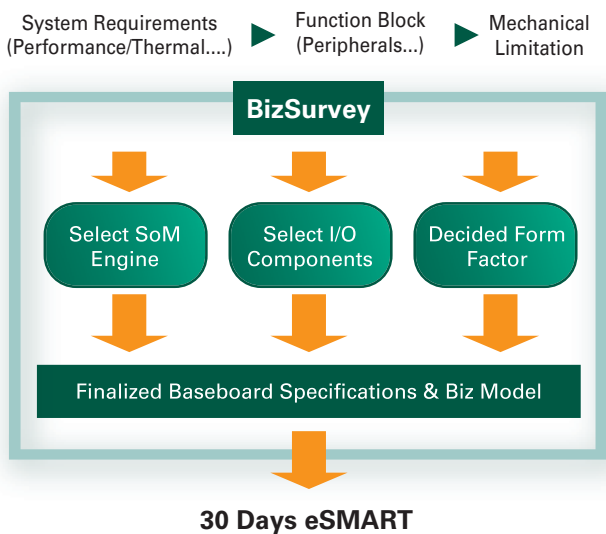 System Requirements
(Performance/Thermal....)
Function Block
(Peripherals...)
Mechanical
Limitation
BizSurvey
Select SoM
Engine
Select I/O
Components
Decided Form
Factor
Finalized Baseboard Specifications & Biz Model
30 Days eSMART